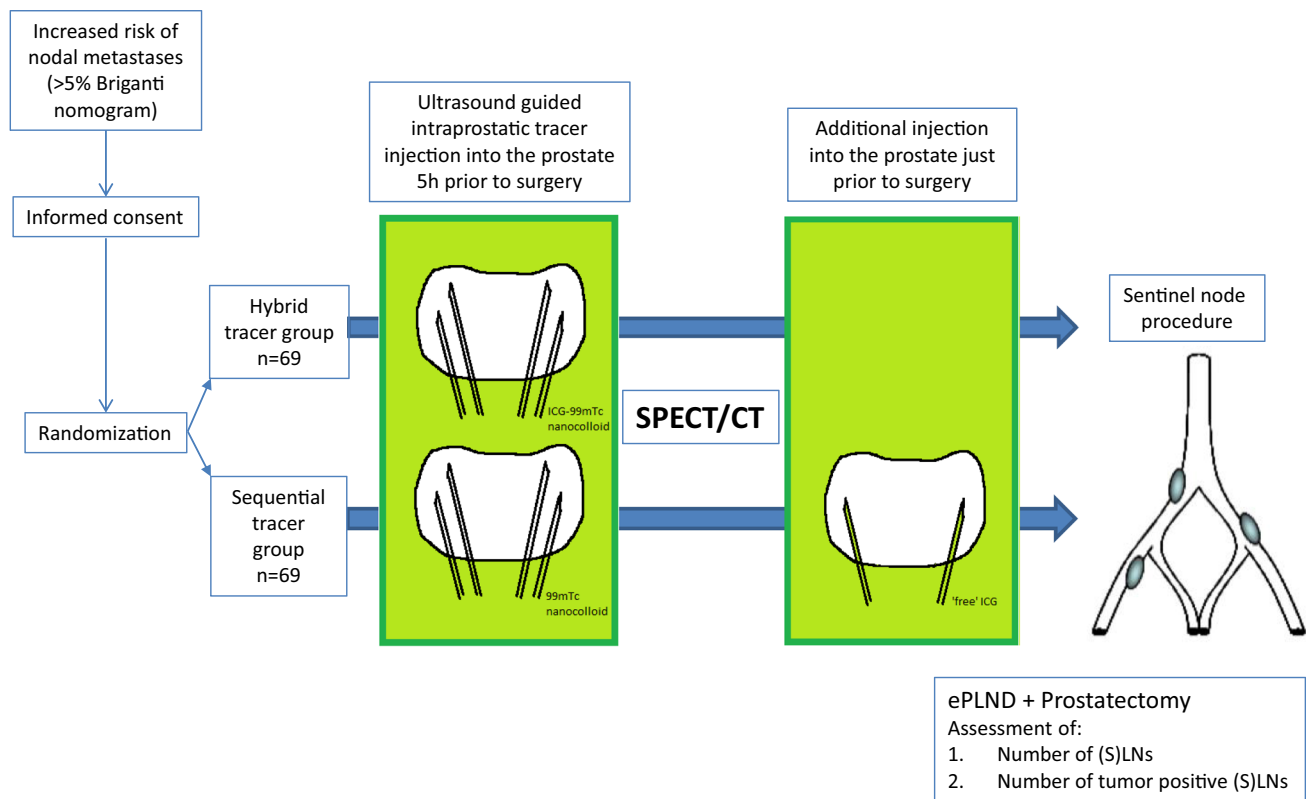 Increased risk of
nodal metastases
(>5% Briganti
nomogram)
Informed consent
Randomization
Hybrid
tracer group
n=69
Sequential
tracer
group
n=69
Ultrasound guided
intraprostatic tracer
injection into the prostate
5h prior to surgery
ICG-99mTc
nanocolloid
99mTc
nanocolloid
SPECT/CT
Additional injection
into the prostate just
prior to surgery
'free' ICG
Sentinel node
procedure
ePLND + Prostatectomy
Assessment of:
1. Number of (S)LNs
2. Number of tumor positive (S)LNs